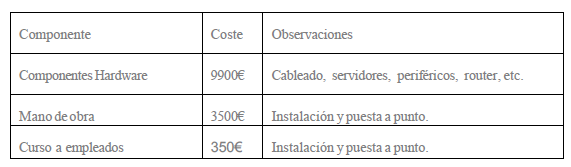 Componente Coste Observaciones
Componentes Hardware 9900€ Cableado, servidores, periféricos, router, etc.
Mano de obra 3500€ Instalación y puesta a punto.
Curso a empleados 350€ Instalación y puesta a punto.